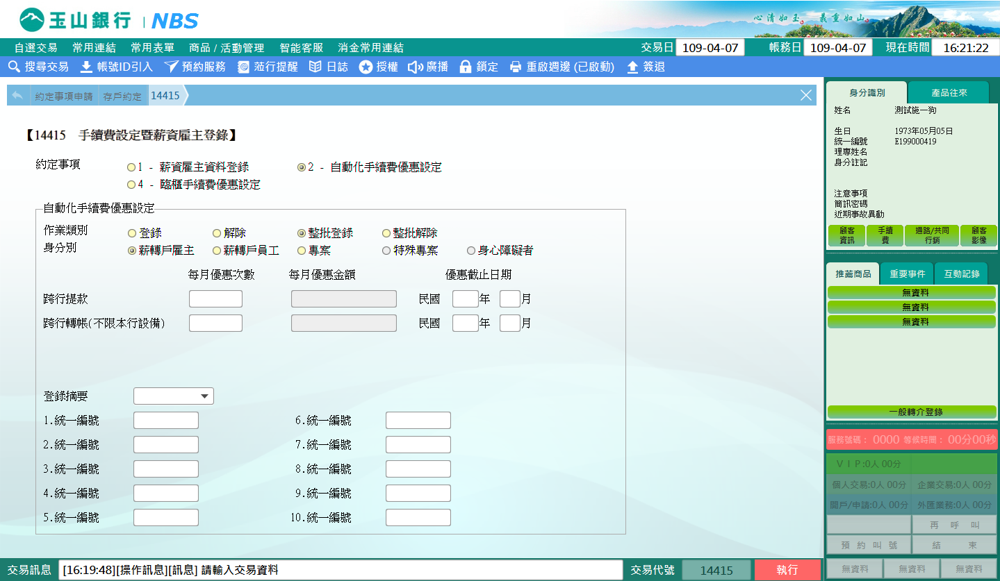 玉山銀行 | NBS
心清如玉。義重如山。
自選交易 常用連結 常用表單 商品 / 活動管理 智能客服 消金常用連結 交易日 109-04-07 帳務日 109-04-07 現在時間 16:21:22
搜尋交易 帳號ID引入 預約服務 蒞行提醒 日誌 授權 廣播 鎖定 重啟週邊 (已啟動) 簽退
約定事項申請 存戶約定 14415
【14415 手續費設定暨薪資雇主登錄】
約定事項 1 - 薪資雇主資料登錄 2 - 自動化手續費優惠設定
4 - 臨櫃手續費優惠設定
自動化手續費優惠設定
作業類別 登錄 解除 整批登錄 整批解除
身分別 薪轉戶雇主 薪轉戶員工 專案 特殊專案 身心障礙者
每月優惠次數 每月優惠金額 優惠截止日期
跨行提款 民國 年 月
跨行轉帳(不限本行設備) 民國 年 月
登錄摘要
1.統一編號 6.統一編號
2.統一編號 7.統一編號
3.統一編號 8.統一編號
4.統一編號 9.統一編號
5.統一編號 10.統一編號
交易訊息 [16:19:48][操作訊息][訊息] 請輸入交易資料 交易代號 14415 執行
身分識別 產品往來
姓名 測試施一狗
生日 1973年05月05日
統一編號 E199000419
理專姓名
身分註記
注意事項
簡訊密碼
近期事故異動
顧客資訊 手續費 通路/共同行銷 顧客影像
推薦商品 重要事件 互動記錄
無資料
無資料
無資料
一般轉介登錄
服務號碼： 0000 等候時間： 00分00秒
ＶＩＰ:0人 00分
個人交易:0人 00分 企業交易:0人 00分
開戶/申請:0人 00分 外匯業務:0人 00分
再 呼 叫
預 約 叫 號 結 束
無資料 無資料 無資料